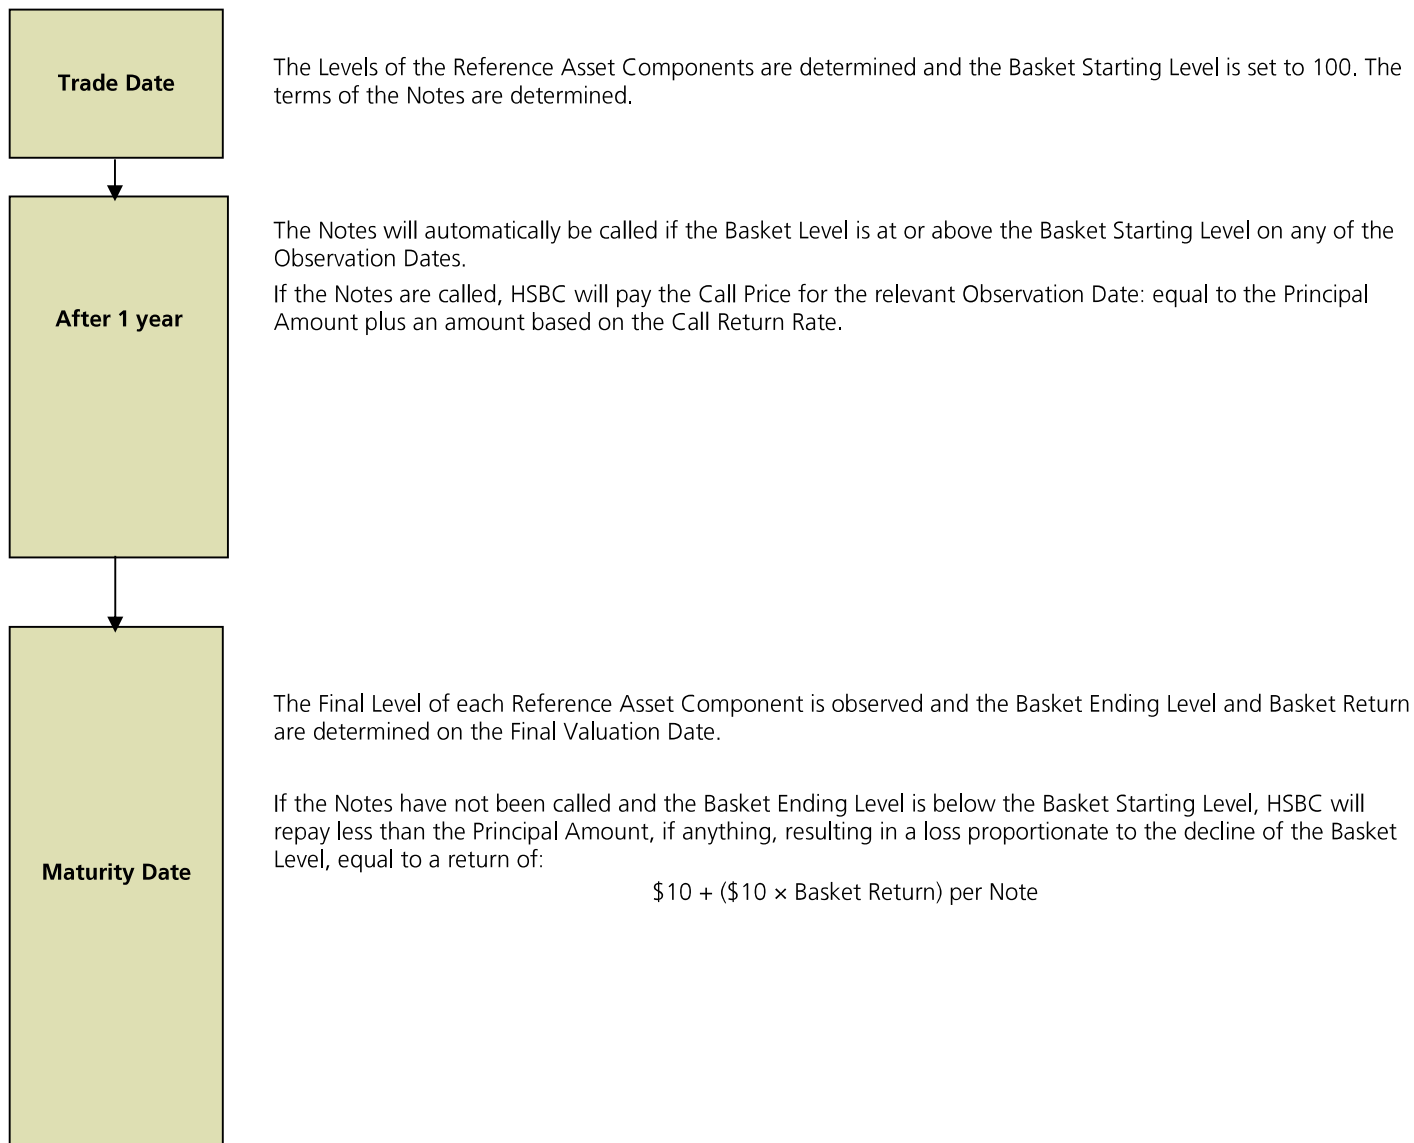 Trade Date
The Levels of the Reference Asset Components are determined and the Basket Starting Level is set to 100. The
terms of the Notes are determined.
After 1 year
The Notes will automatically be called if the Basket Level is at or above the Basket Starting Level on any of the
Observation Dates.
If the Notes are called, HSBC will pay the Call Price for the relevant Observation Date: equal to the Principal
Amount plus an amount based on the Call Return Rate.
Maturity Date
The Final Level of each Reference Asset Component is observed and the Basket Ending Level and Basket Return
are determined on the Final Valuation Date.
If the Notes have not been called and the Basket Ending Level is below the Basket Starting Level, HSBC will
repay less than the Principal Amount, if anything, resulting in a loss proportionate to the decline of the Basket
Level, equal to a return of:
$10 + ($10 × Basket Return) per Note